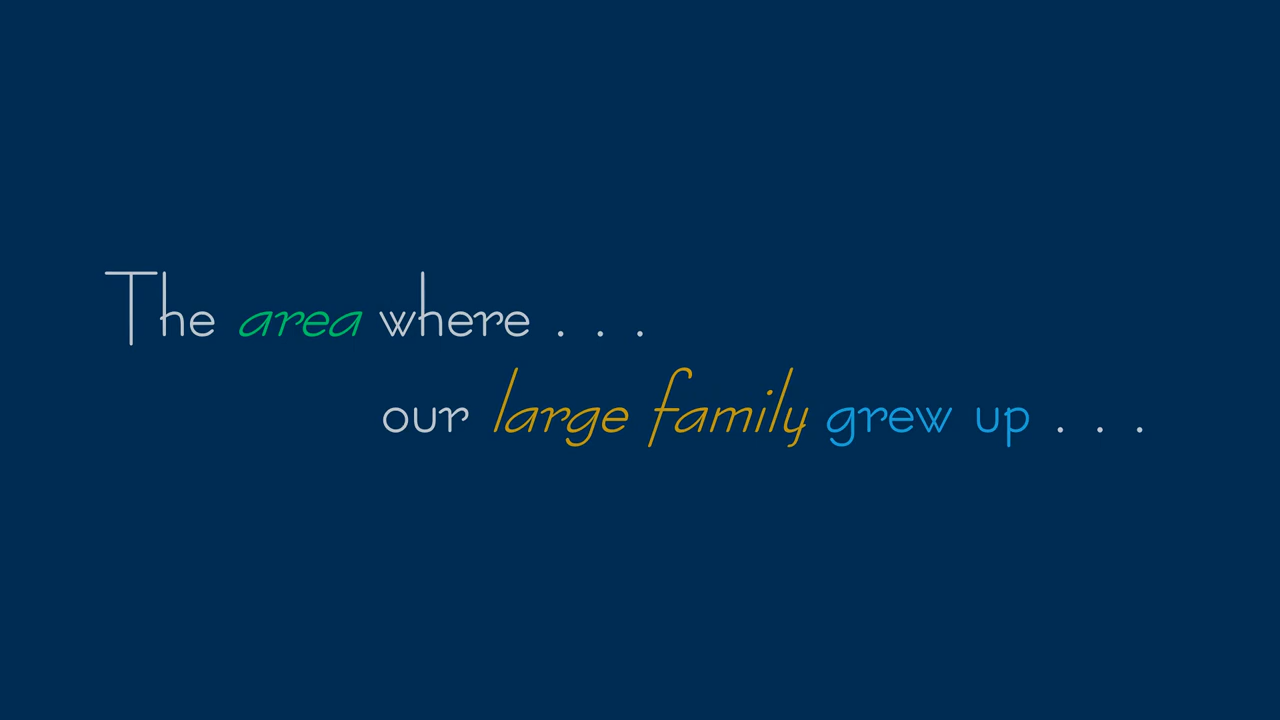 The area where . . .
our large family grew up . . .